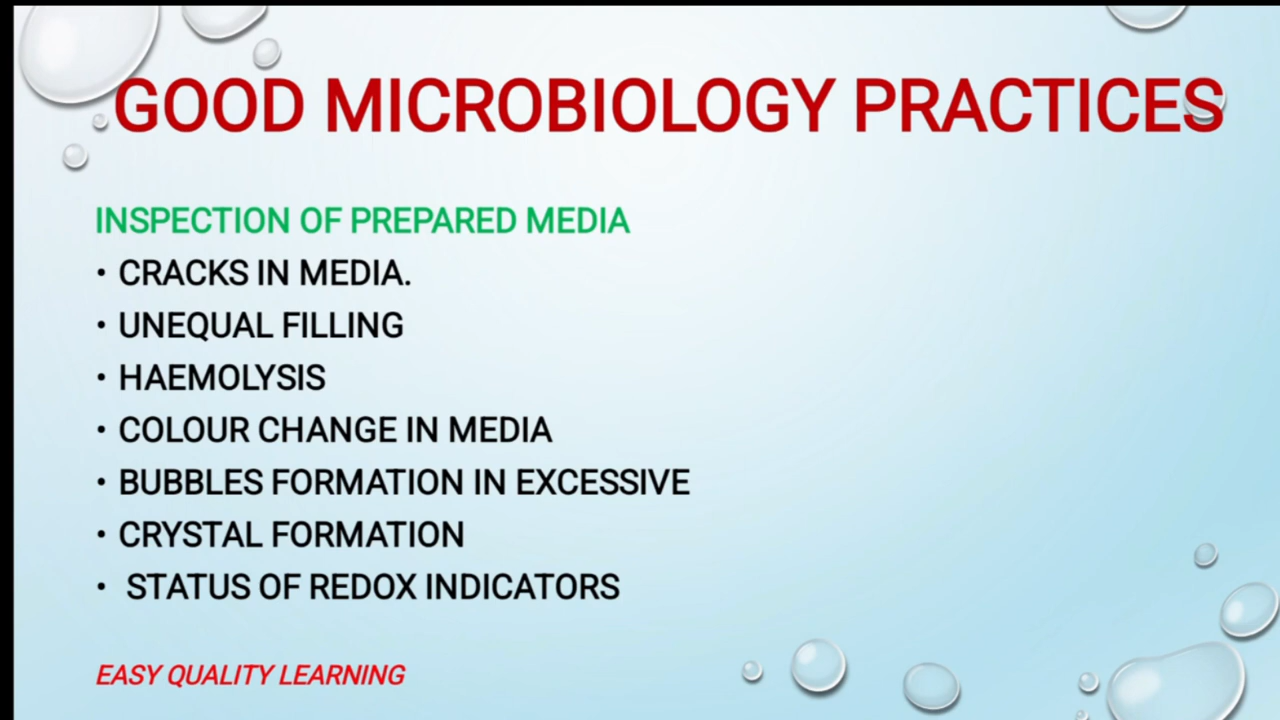 GOOD MICROBIOLOGY PRACTICES
INSPECTION OF PREPARED MEDIA
• CRACKS IN MEDIA.
• UNEQUAL FILLING
• HAEMOLYSIS
• COLOUR CHANGE IN MEDIA
• BUBBLES FORMATION IN EXCESSIVE
• CRYSTAL FORMATION
• STATUS OF REDOX INDICATORS
EASY QUALITY LEARNING